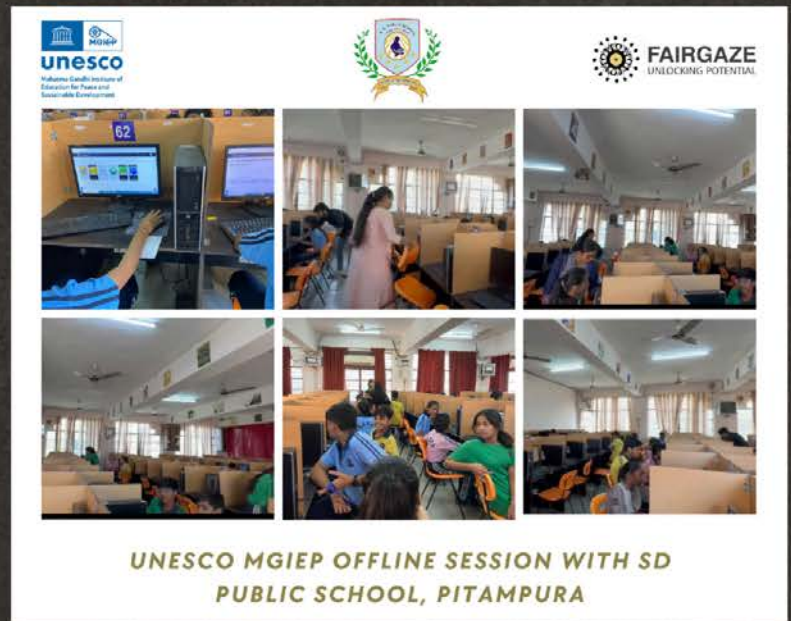 MGIEP
unesco
Mahatma Gandhi Institute of
Education for Peace and
Sustainable Development
FAIRGAZE
UNLOCKING POTENTIAL
62
UNESCO MGIEP OFFLINE SESSION WITH SD
PUBLIC SCHOOL, PITAMPURA